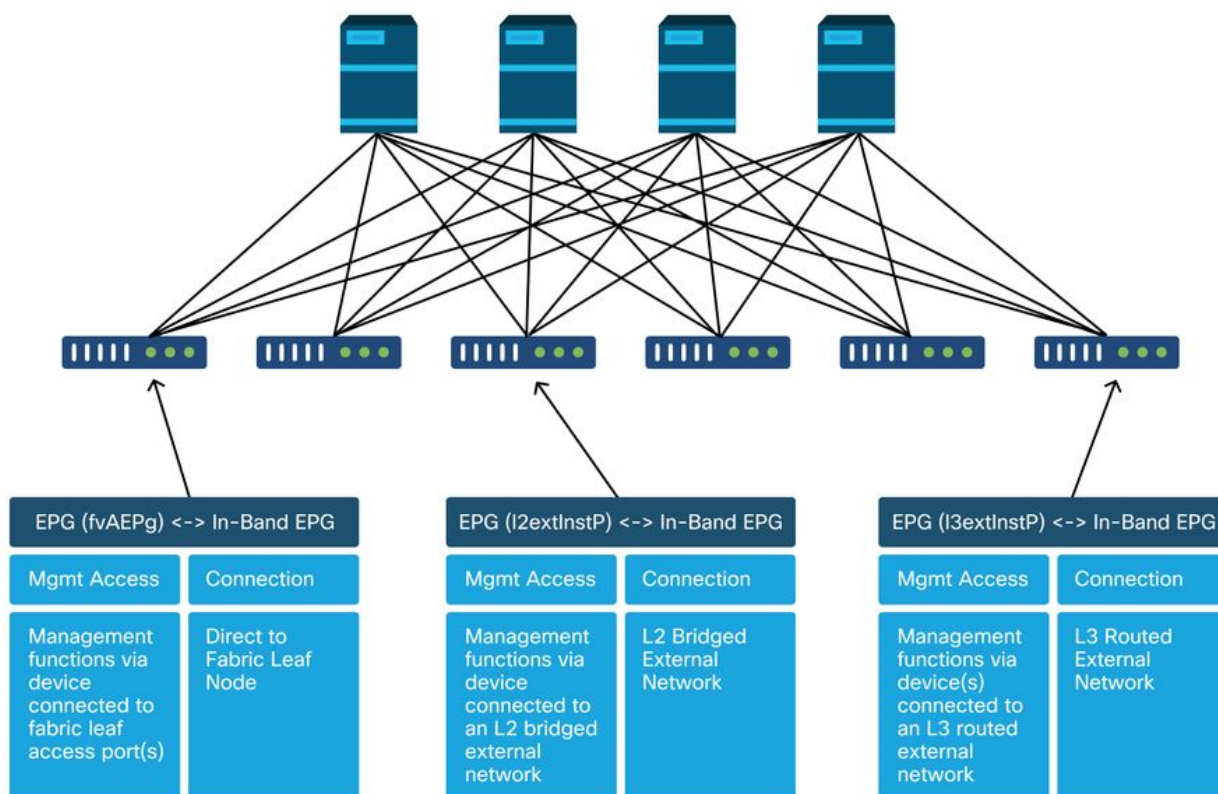 EPG (fvAEPg) <-> In-Band EPG
Mgmt Access
Connection
Management
functions via
device
connected to
fabric leaf
access port(s)
Direct to
Fabric Leaf
Node
EPG (l2extInstP) <-> In-Band EPG
Mgmt Access
Connection
Management
functions via
device
connected to
an L2 bridged
external
network
L2 Bridged
External
Network
EPG (l3extInstP) <-> In-Band EPG
Mgmt Access
Connection
Management
functions via
device(s)
connected to
an L3 routed
external
network
L3 Routed
External
Network